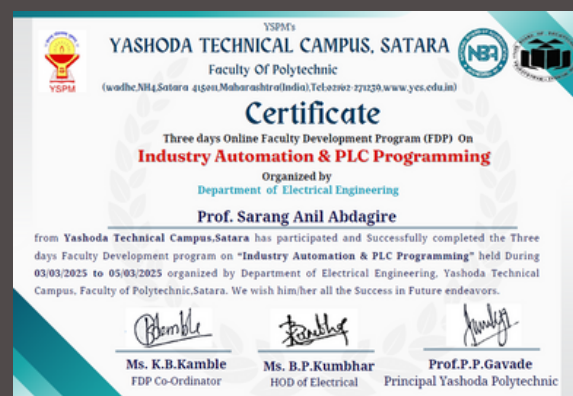 YSPM's
YASHODA TECHNICAL CAMPUS, SATARA
Faculty Of Polytechnic
(wadhe,NH4,Satara 415011,Maharashtra(India),Tel:02162-271239,www.yes.edu.in)
YSPM
NBA
Certificate
Three days Online Faculty Development Program (FDP) On
Industry Automation & PLC Programming
Organized by
Department of Electrical Engineering
Prof. Sarang Anil Abdagire
from Yashoda Technical Campus,Satara has participated and Successfully completed the Three
days Faculty Development program on “Industry Automation & PLC Programming” held During
03/03/2025 to 05/03/2025 organized by Department of Electrical Engineering, Yashoda Technical
Campus, Faculty of Polytechnic,Satara. We wish him/her all the Success in Future endeavors.
Ms. K.B.Kamble
FDP Co-Ordinator
Ms. B.P.Kumbhar
HOD of Electrical
Prof.P.P.Gavade
Principal Yashoda Polytechnic